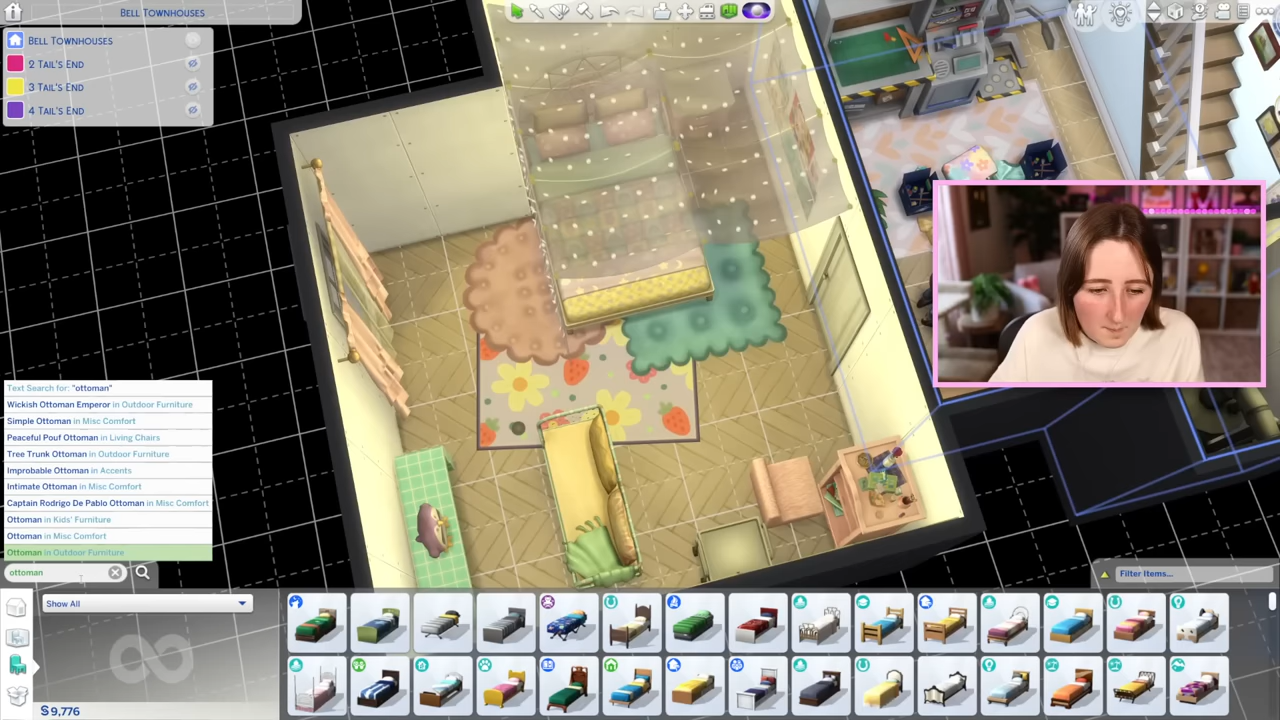 BELL TOWNHOUSES
BELL TOWNHOUSES
2 TAIL'S END
3 TAIL'S END
4 TAIL'S END
Text Search for: "ottoman"
Wickish Ottoman Emperor in Outdoor Furniture
Simple Ottoman in Misc Comfort
Peaceful Pouf Ottoman in Living Chairs
Tree Trunk Ottoman in Outdoor Furniture
Improbable Ottoman in Accents
Intimate Ottoman in Misc Comfort
Captain Rodrigo De Pablo Ottoman in Misc Comfort
Ottoman in Kids' Furniture
Ottoman in Misc Comfort
Ottoman in Outdoor Furniture
ottoman
Filter Items...
Show All
§9,776